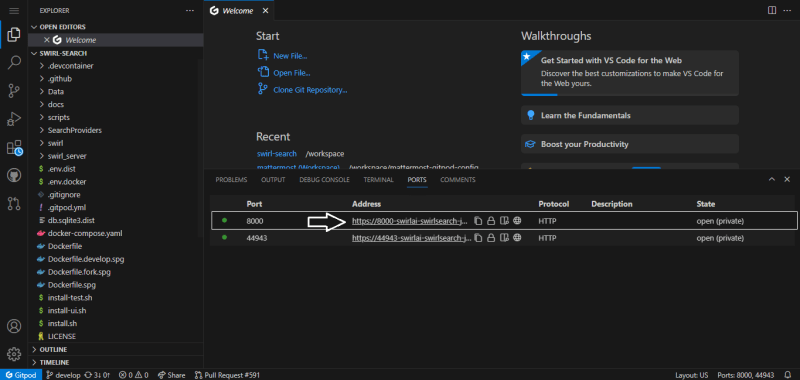 EXPLORER
OPEN EDITORS
Welcome
SWIRL-SEARCH
.devcontainer
.github
Data
docs
scripts
SearchProviders
swirl
swirl_server
.env.dist
.env.docker
.gitignore
.gitpod.yml
db.sqlite3.dist
docker-compose.yaml
Dockerfile
Dockerfile.develop.spg
Dockerfile.fork.spg
Dockerfile.spg
install-test.sh
install-ui.sh
install.sh
LICENSE
OUTLINE
TIMELINE
Welcome
Start
New File...
Open File...
Clone Git Repository...
Recent
swirl-search /workspace
mattermost (Workspace) /workspace/mattermost-gitpod-config
Walkthroughs
Get Started with VS Code for the Web
Discover the best customizations to make VS Code for the Web yours.
Learn the Fundamentals
Boost your Productivity
PROBLEMS OUTPUT DEBUG CONSOLE TERMINAL PORTS COMMENTS
Port Address Protocol Description State
8000 https://8000-swirlai-swirlsearch-j... HTTP open (private)
44943 https://44943-swirlai-swirlsearch-j... HTTP open (private)
Gitpod develop 3↓ 0↑ 0 0 Share Pull Request #591 Layout: US Ports: 8000, 44943